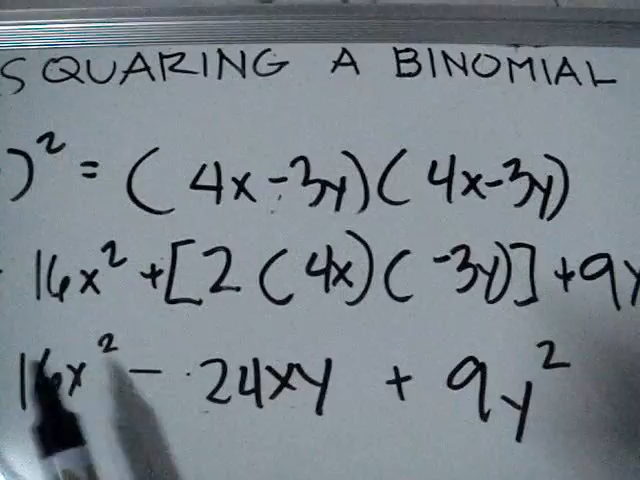 SQUARING A BINOMIAL
)² = (4x-3y)(4x-3y)
16x² + [2(4x)(-3y)] + 9y
16x² - 24xy + 9y²